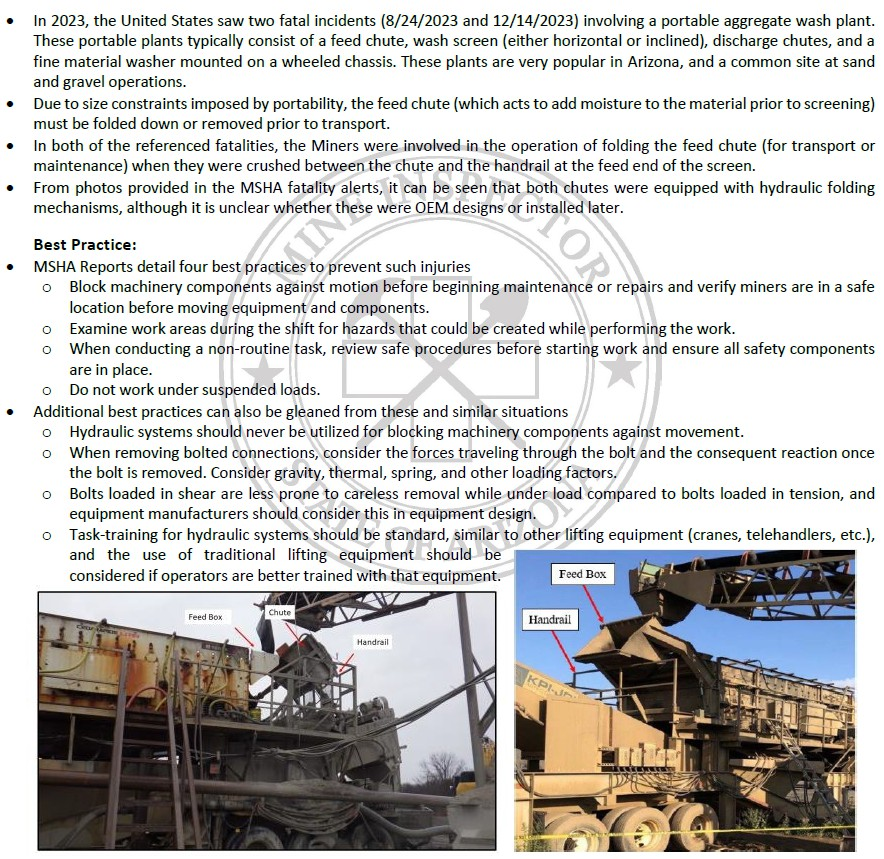 • In 2023, the United States saw two fatal incidents (8/24/2023 and 12/14/2023) involving a portable aggregate wash plant.
These portable plants typically consist of a feed chute, wash screen (either horizontal or inclined), discharge chutes, and a
fine material washer mounted on a wheeled chassis. These plants are very popular in Arizona, and a common site at sand
and gravel operations.
• Due to size constraints imposed by portability, the feed chute (which acts to add moisture to the material prior to screening)
must be folded down or removed prior to transport.
• In both of the referenced fatalities, the Miners were involved in the operation of folding the feed chute (for transport or
maintenance) when they were crushed between the chute and the handrail at the feed end of the screen.
• From photos provided in the MSHA fatality alerts, it can be seen that both chutes were equipped with hydraulic folding
mechanisms, although it is unclear whether these were OEM designs or installed later.
Best Practice:
• MSHA Reports detail four best practices to prevent such injuries
o Block machinery components against motion before beginning maintenance or repairs and verify miners are in a safe
location before moving equipment and components.
o Examine work areas during the shift for hazards that could be created while performing the work.
o When conducting a non-routine task, review safe procedures before starting work and ensure all safety components
are in place.
o Do not work under suspended loads.
• Additional best practices can also be gleaned from these and similar situations
o Hydraulic systems should never be utilized for blocking machinery components against movement.
o When removing bolted connections, consider the forces traveling through the bolt and the consequent reaction once
the bolt is removed. Consider gravity, thermal, spring, and other loading factors.
o Bolts loaded in shear are less prone to careless removal while under load compared to bolts loaded in tension, and
equipment manufacturers should consider this in equipment design.
o Task-training for hydraulic systems should be standard, similar to other lifting equipment (cranes, telehandlers, etc.),
and the use of traditional lifting equipment should be
considered if operators are better trained with that equipment.
MINE INSPECTOR
STATE OF ARIZONA
Feed Box
Chute
Handrail
Feed Box
Handrail
KPI-J